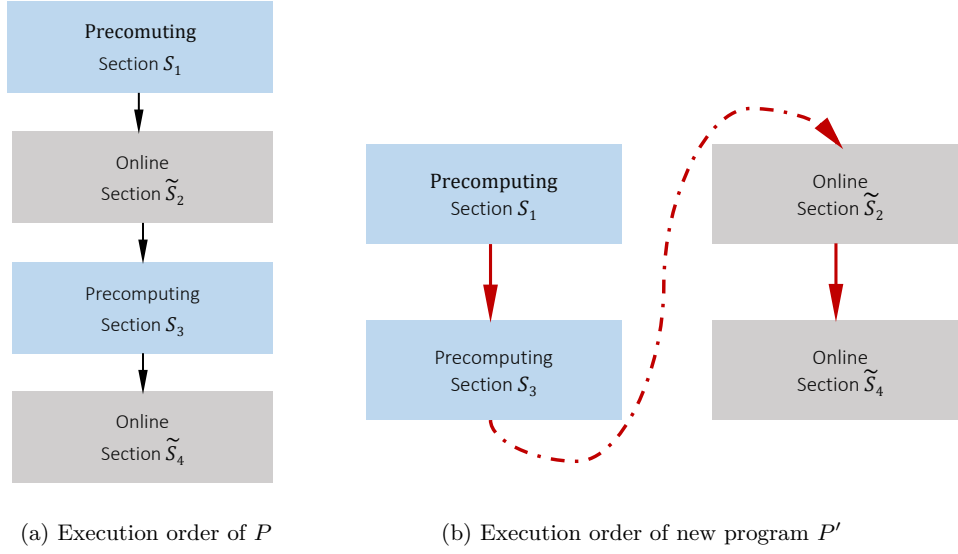 Precomuting
Section S₁
Online
Section S̃₂
Precomputing
Section S₃
Online
Section S̃₄
(a) Execution order of P
Precomputing
Section S₁
Precomputing
Section S₃
Online
Section S̃₂
Online
Section S̃₄
(b) Execution order of new program P′